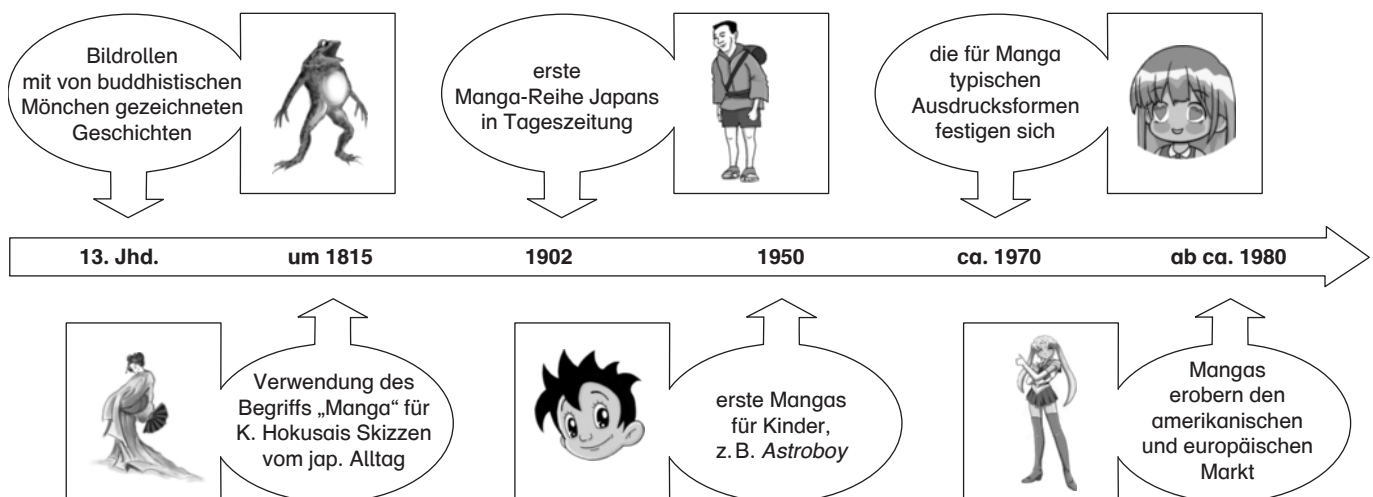 Bildrollen
mit von buddhistischen
Mönchen gezeichneten
Geschichten
erste
Manga-Reihe Japans
in Tageszeitung
die für Manga
typischen
Ausdrucksformen
festigen sich
13. Jhd.
um 1815
1902
1950
ca. 1970
ab ca. 1980
Verwendung des
Begriffs „Manga“ für
K. Hokusais Skizzen
vom jap. Alltag
erste Mangas
für Kinder,
z. B. Astroboy
Mangas
erobern den
amerikanischen
und europäischen
Markt